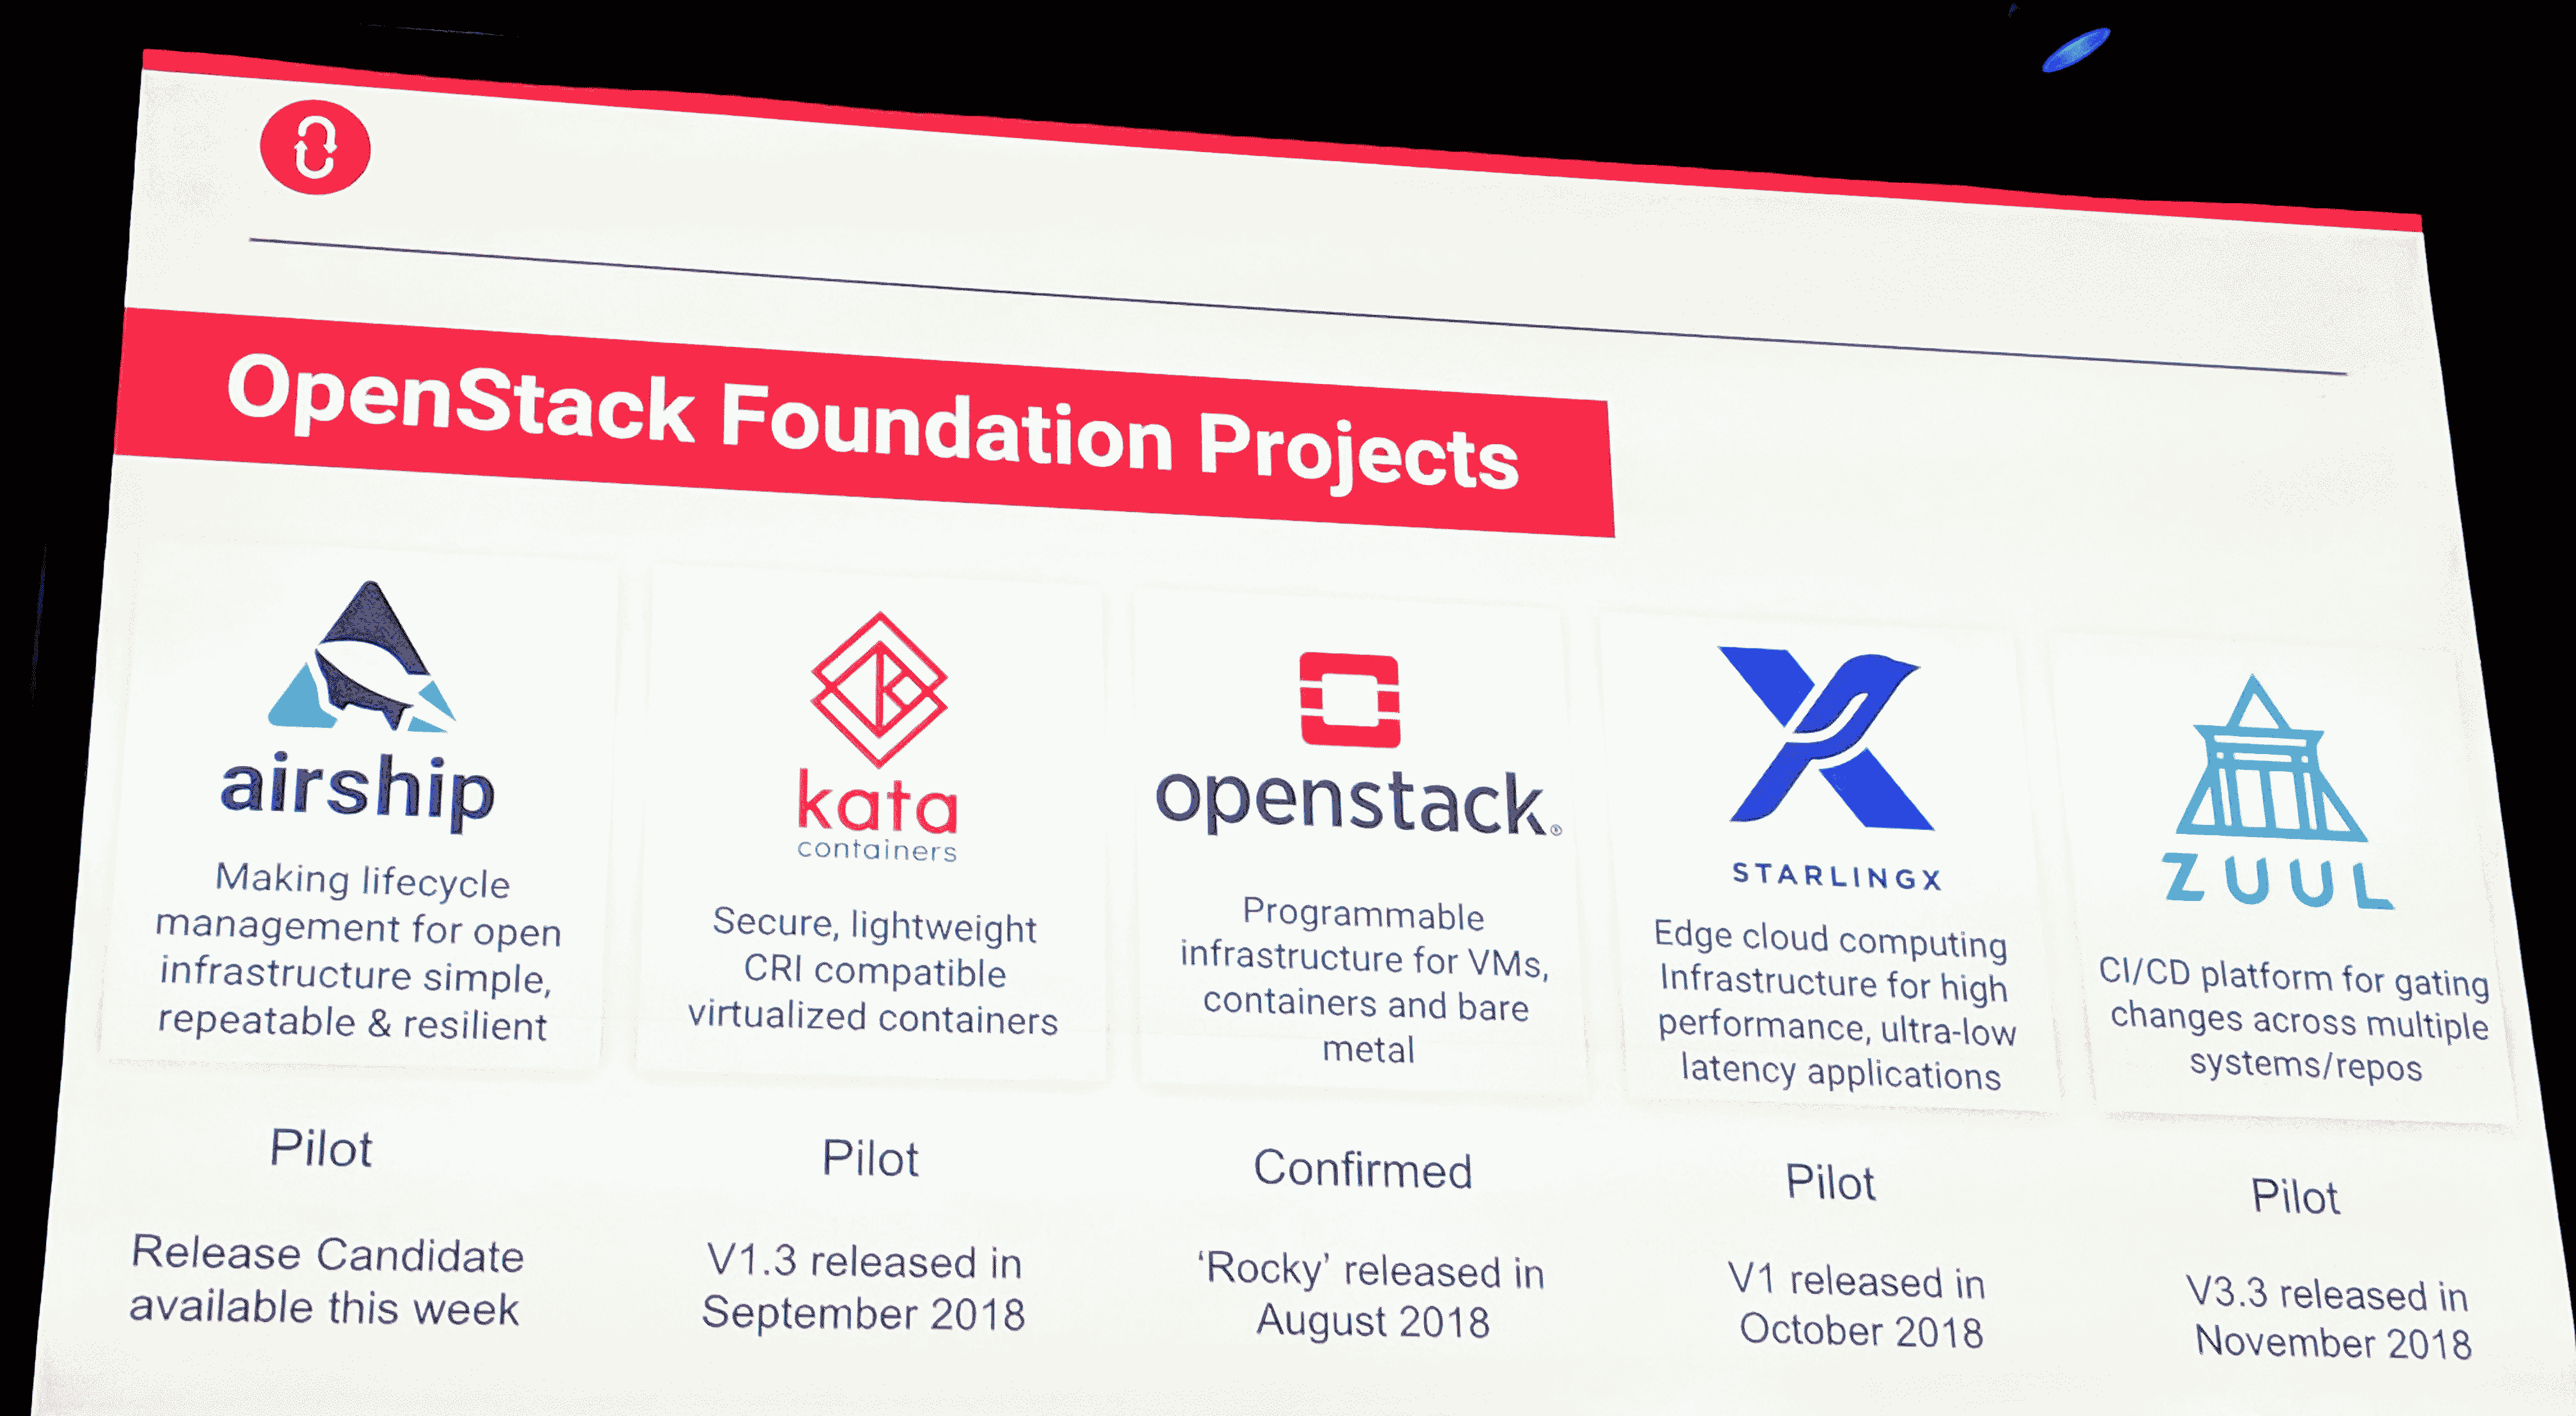 OpenStack Foundation Projects
airship
Making lifecycle
management for open
infrastructure simple,
repeatable & resilient
Pilot
Release Candidate
available this week
kata
containers
Secure, lightweight
CRI compatible
virtualized containers
Pilot
V1.3 released in
September 2018
openstack®
Programmable
infrastructure for VMs,
containers and bare
metal
Confirmed
‘Rocky’ released in
August 2018
STARLINGX
Edge cloud computing
Infrastructure for high
performance, ultra-low
latency applications
Pilot
V1 released in
October 2018
ZUUL
CI/CD platform for gating
changes across multiple
systems/repos
Pilot
V3.3 released in
November 2018